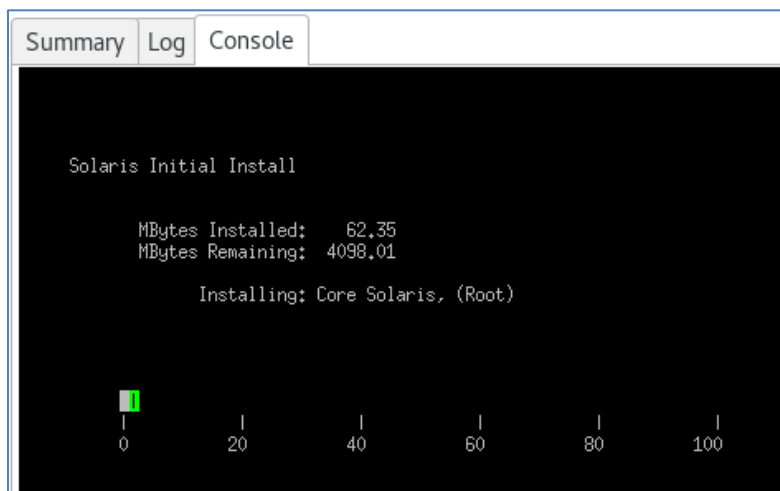 Summary Log Console
Solaris Initial Install
MBytes Installed: 62.35
MBytes Remaining: 4098.01
Installing: Core Solaris, (Root)
0 20 40 60 80 100